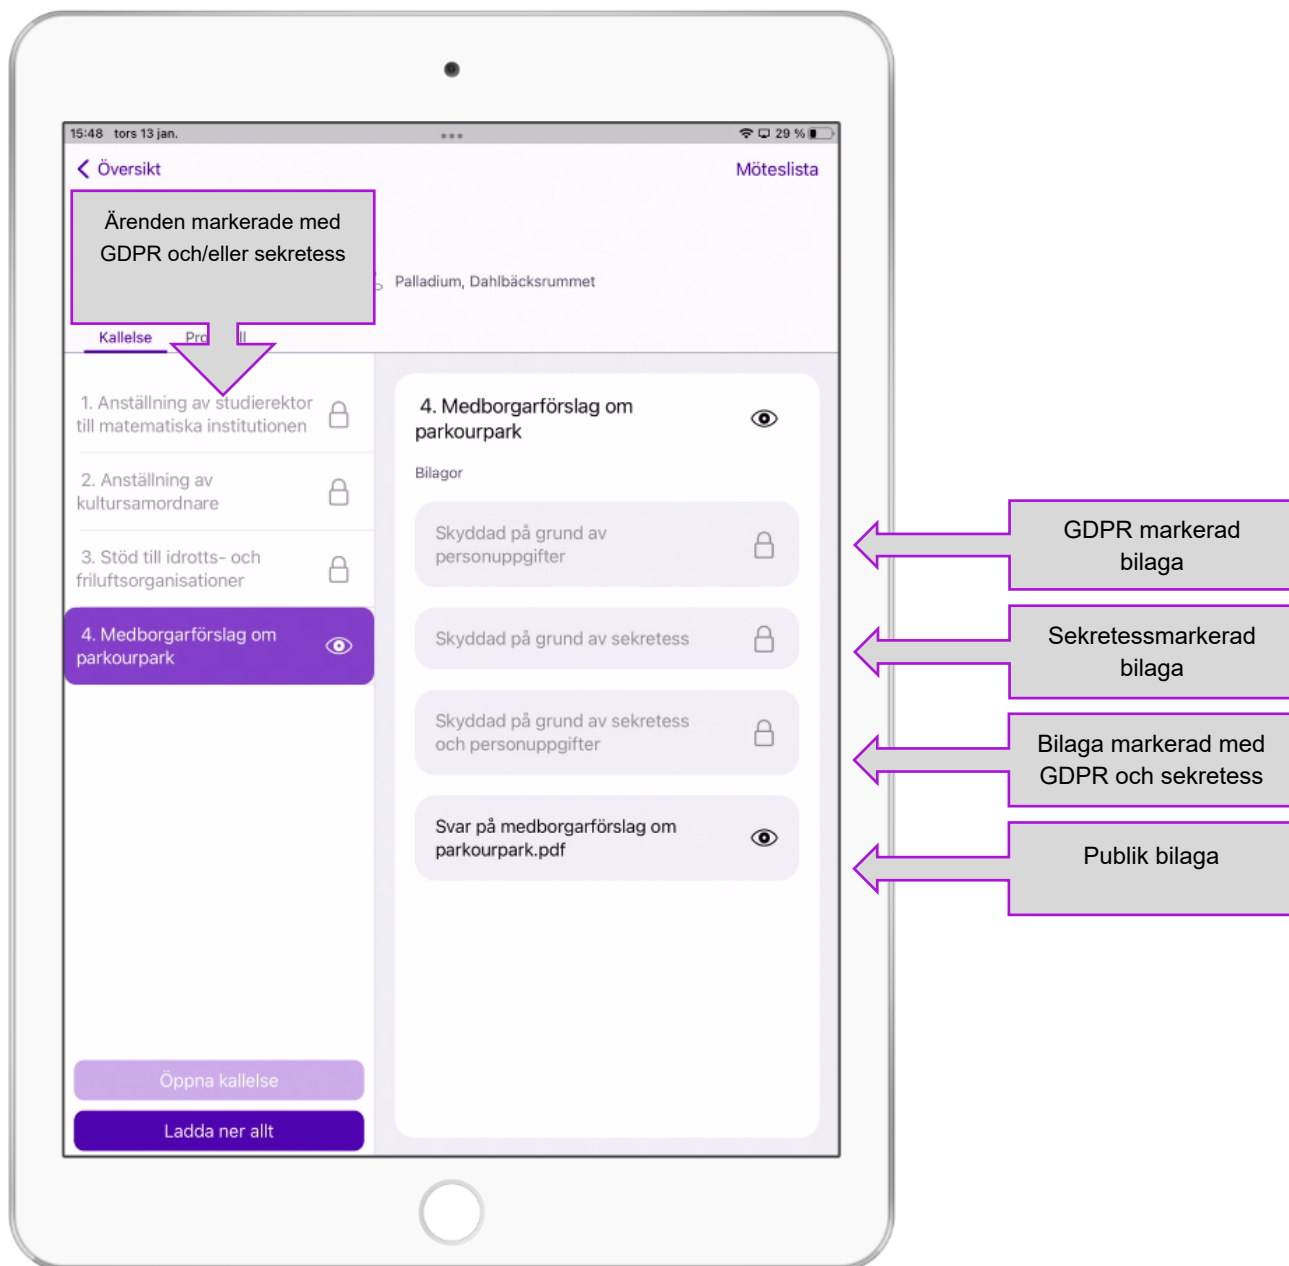 15:48 tors 13 jan.
29 %
Översikt
Möteslista
Ärenden markerade med
GDPR och/eller sekretess
Palladium, Dahlbäcksrummet
Kallelse
1. Anställning av studierektor
till matematiska institutionen
2. Anställning av
kultursamordnare
3. Stöd till idrotts- och
friluftsorganisationer
4. Medborgarförslag om
parkourpark
Öppna kallelse
Ladda ner allt
4. Medborgarförslag om
parkourpark
Bilagor
Skyddad på grund av
personuppgifter
Skyddad på grund av sekretess
Skyddad på grund av sekretess
och personuppgifter
Svar på medborgarförslag om
parkourpark.pdf
GDPR markerad
bilaga
Sekretessmarkerad
bilaga
Bilaga markerad med
GDPR och sekretess
Publik bilaga